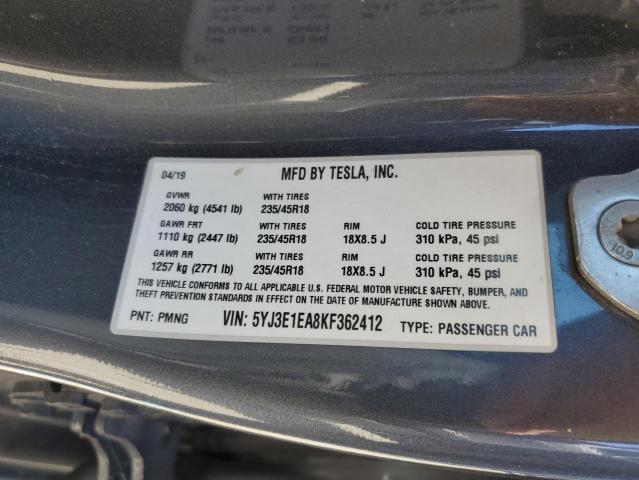 04/19 MFD BY TESLA, INC.
GVWR WITH TIRES
2060 kg (4541 lb) 235/45R18
GAWR FRT WITH TIRES RIM COLD TIRE PRESSURE
1110 kg (2447 lb) 235/45R18 18X8.5 J 310 kPa, 45 psi
GAWR RR WITH TIRES RIM COLD TIRE PRESSURE
1257 kg (2771 lb) 235/45R18 18X8.5 J 310 kPa, 45 psi
THIS VEHICLE CONFORMS TO ALL APPLICABLE U.S. FEDERAL MOTOR VEHICLE SAFETY, BUMPER, AND
THEFT PREVENTION STANDARDS IN EFFECT ON THE DATE OF MANUFACTURE SHOWN ABOVE.
PNT: PMNG VIN: 5YJ3E1EA8KF362412 TYPE: PASSENGER CAR
10.9